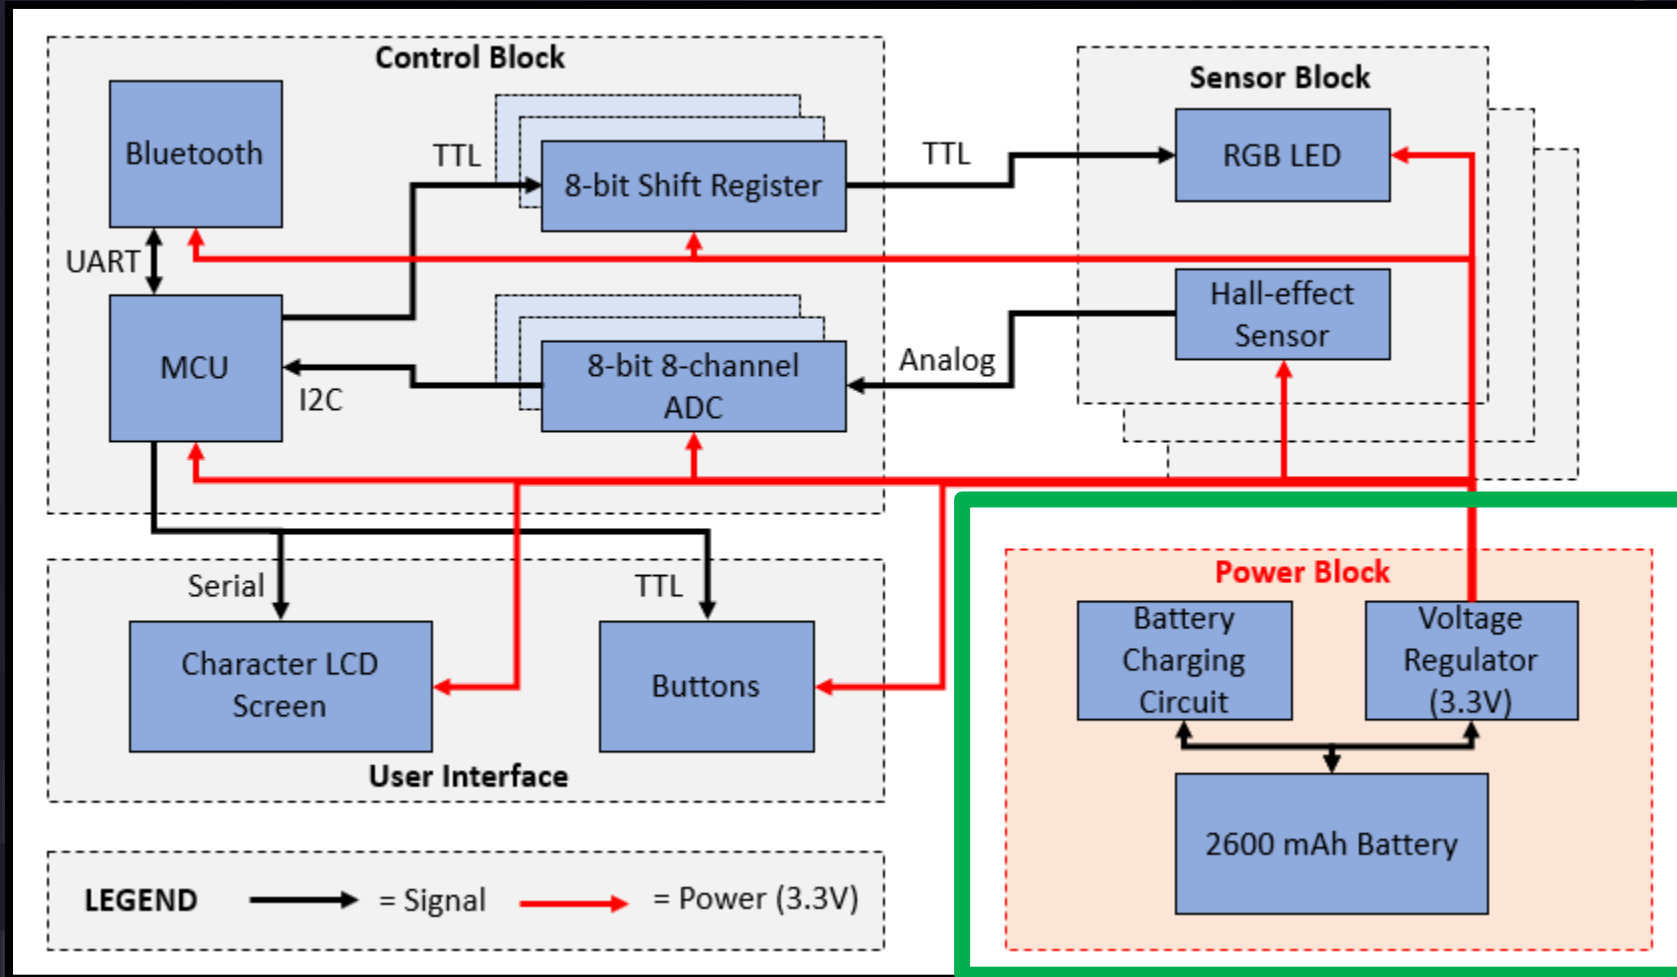 Control Block
Bluetooth
TTL
8-bit Shift Register
UART
MCU
I2C
8-bit 8-channel
ADC
TTL
Analog
Sensor Block
RGB LED
Hall-effect
Sensor
Serial
TTL
Character LCD
Screen
Buttons
User Interface
Power Block
Battery
Charging
Circuit
Voltage
Regulator
(3.3V)
2600 mAh Battery
LEGEND = Signal = Power (3.3V)